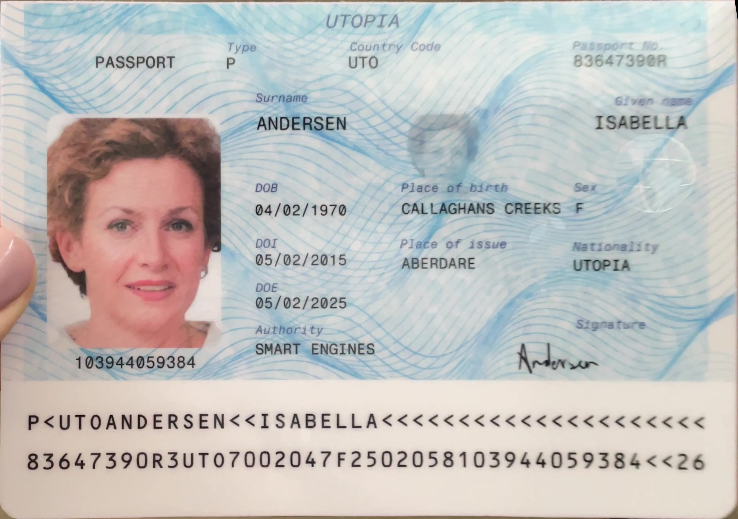 UTOPIA
Type Country Code Passport No.
PASSPORT P UTO 83647390R
Surname Given name
ANDERSEN ISABELLA
DOB Place of birth Sex
04/02/1970 CALLAGHANS CREEKS F
DOI Place of issue Nationality
05/02/2015 ABERDARE UTOPIA
DOE
05/02/2025
Authority Signature
SMART ENGINES Andersen
103944059384
P<UTOANDERSEN<<ISABELLA<<<<<<<<<<<<<<<<<<<<<
83647390R3UTO7002047F2502058103944059384<<26